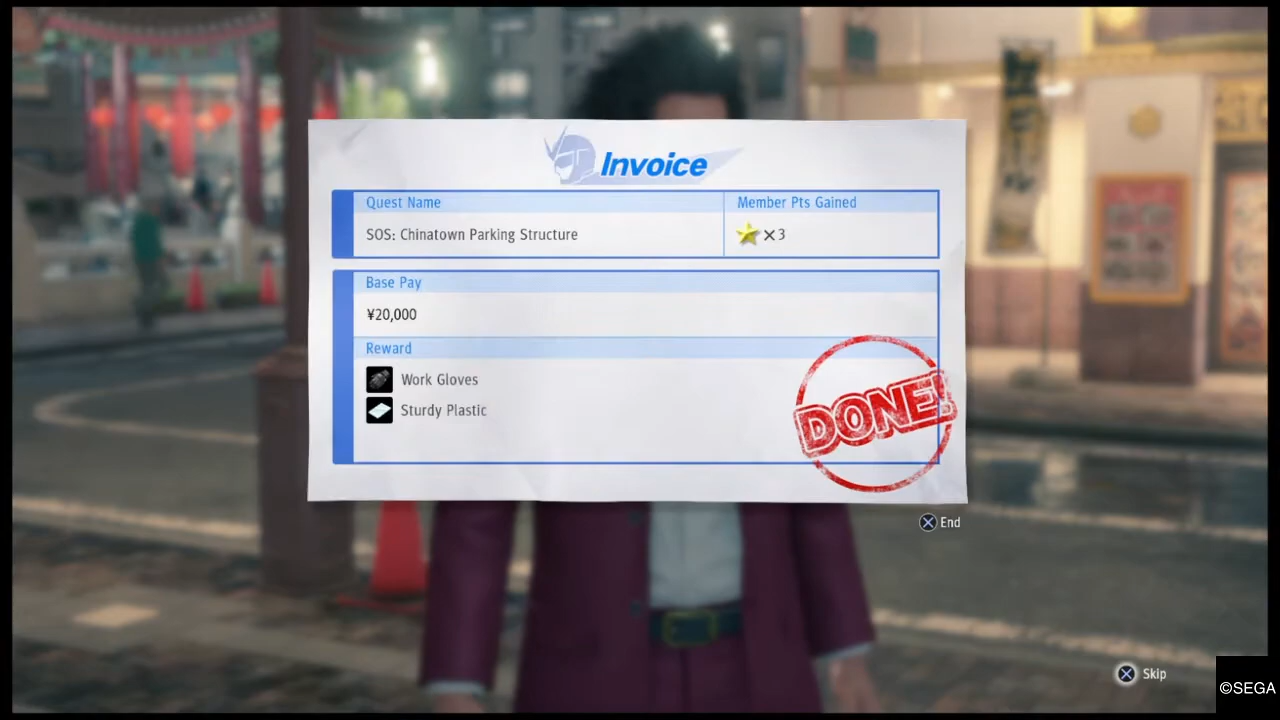 Invoice
Quest Name
Member Pts Gained
SOS: Chinatown Parking Structure
×3
Base Pay
¥20,000
Reward
Work Gloves
Sturdy Plastic
DONE!
End
Skip
©SEGA